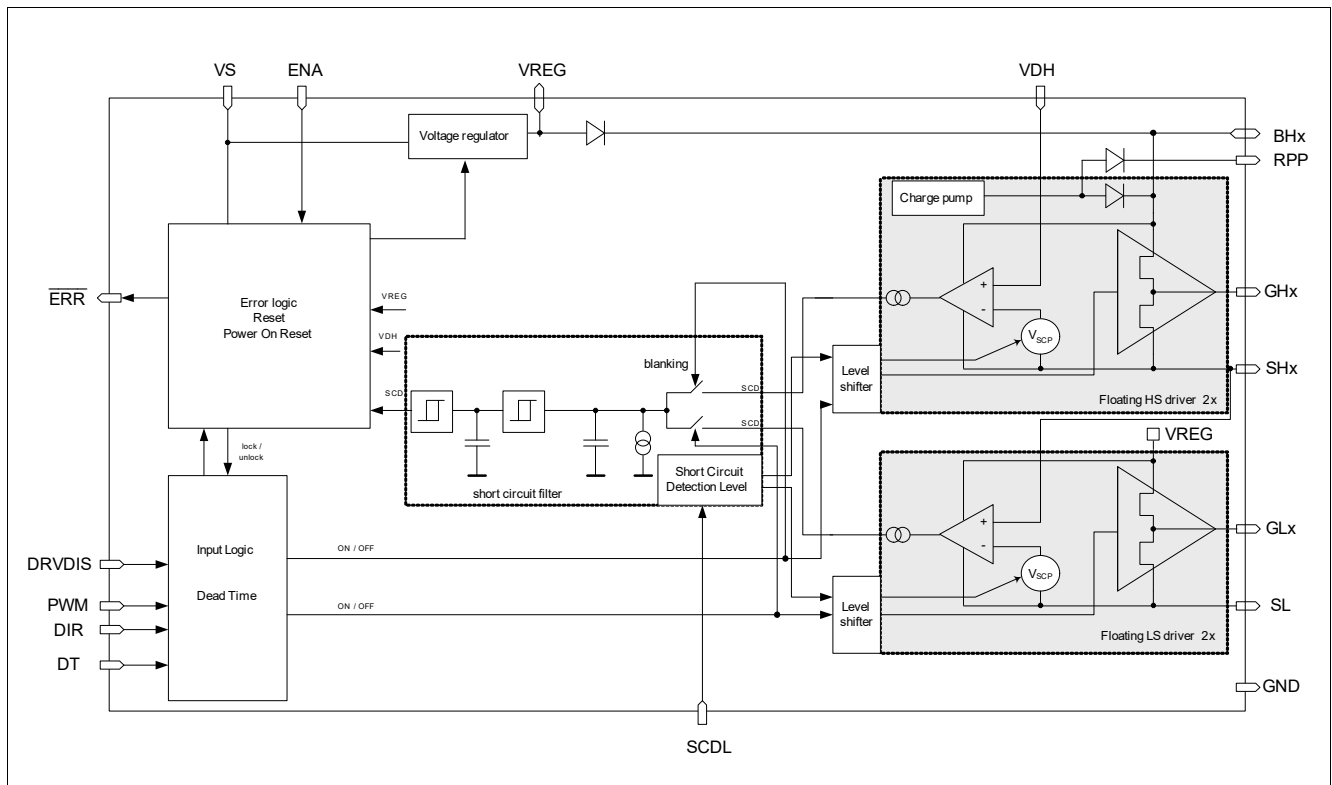 VS
ENA
VREG
VDH
Voltage regulator
BHx
RPP
Charge pump
ERR
Error logic
Reset
Power On Reset
VREG
VDH
SCD
blanking
SCD
SCD
+
-
VSCP
GHx
Level
shifter
SHx
Floating HS driver 2x
lock /
unlock
short circuit filter
Short Circuit
Detection Level
VREG
Input Logic
Dead Time
ON / OFF
ON / OFF
+
-
VSCP
GLx
Level
shifter
SL
Floating LS driver 2x
DRVDIS
PWM
DIR
DT
GND
SCDL